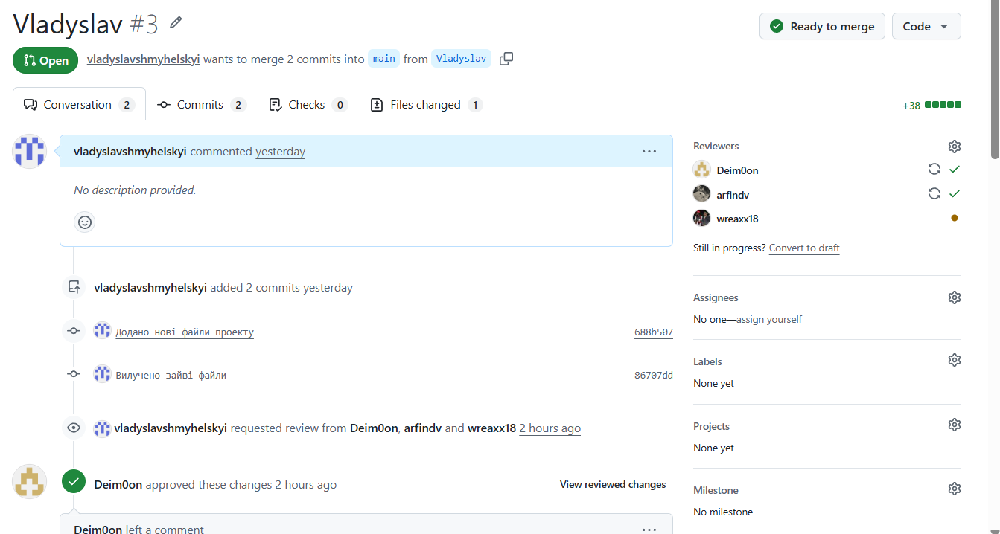 Vladyslav #3
Ready to merge
Code
Open
vladyslavshmyhelskyi wants to merge 2 commits into main from Vladyslav
Conversation 2
Commits 2
Checks 0
Files changed 1
+38
vladyslavshmyhelskyi commented yesterday
No description provided.
vladyslavshmyhelskyi added 2 commits yesterday
Додано нові файли проекту 688b507
Вилучено зайві файли 86707dd
vladyslavshmyhelskyi requested review from Deim0on, arfindv and wreaxx18 2 hours ago
Deim0on approved these changes 2 hours ago
View reviewed changes
Deim0on left a comment
Reviewers
Deim0on
arfindv
wreaxx18
Still in progress? Convert to draft
Assignees
No one—assign yourself
Labels
None yet
Projects
None yet
Milestone
No milestone